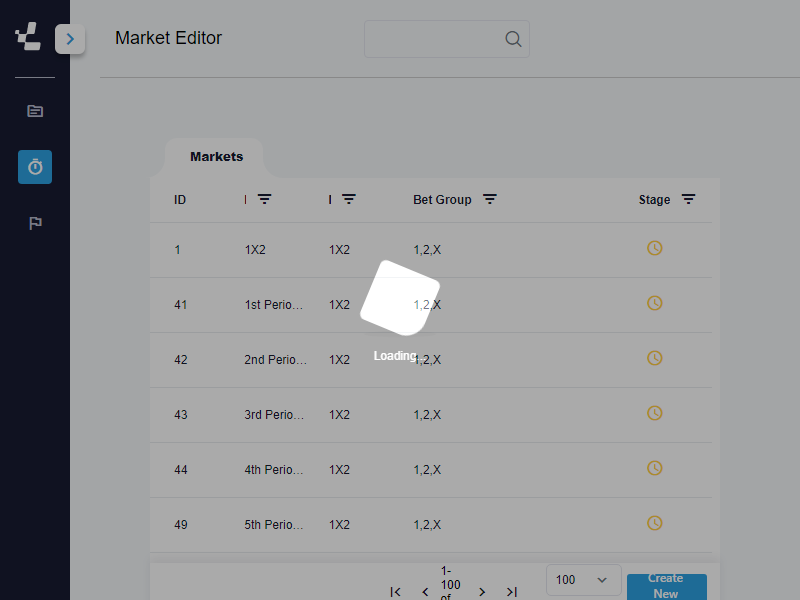 Market Editor
Markets
ID I I Bet Group Stage
1 1X2 1X2 1,2,X
41 1st Perio... 1X2 1,2,X
Loading...
42 2nd Perio... 1X2 1,2,X
43 3rd Perio... 1X2 1,2,X
44 4th Perio... 1X2 1,2,X
49 5th Perio... 1X2 1,2,X
1-
100
of
100
Create
New